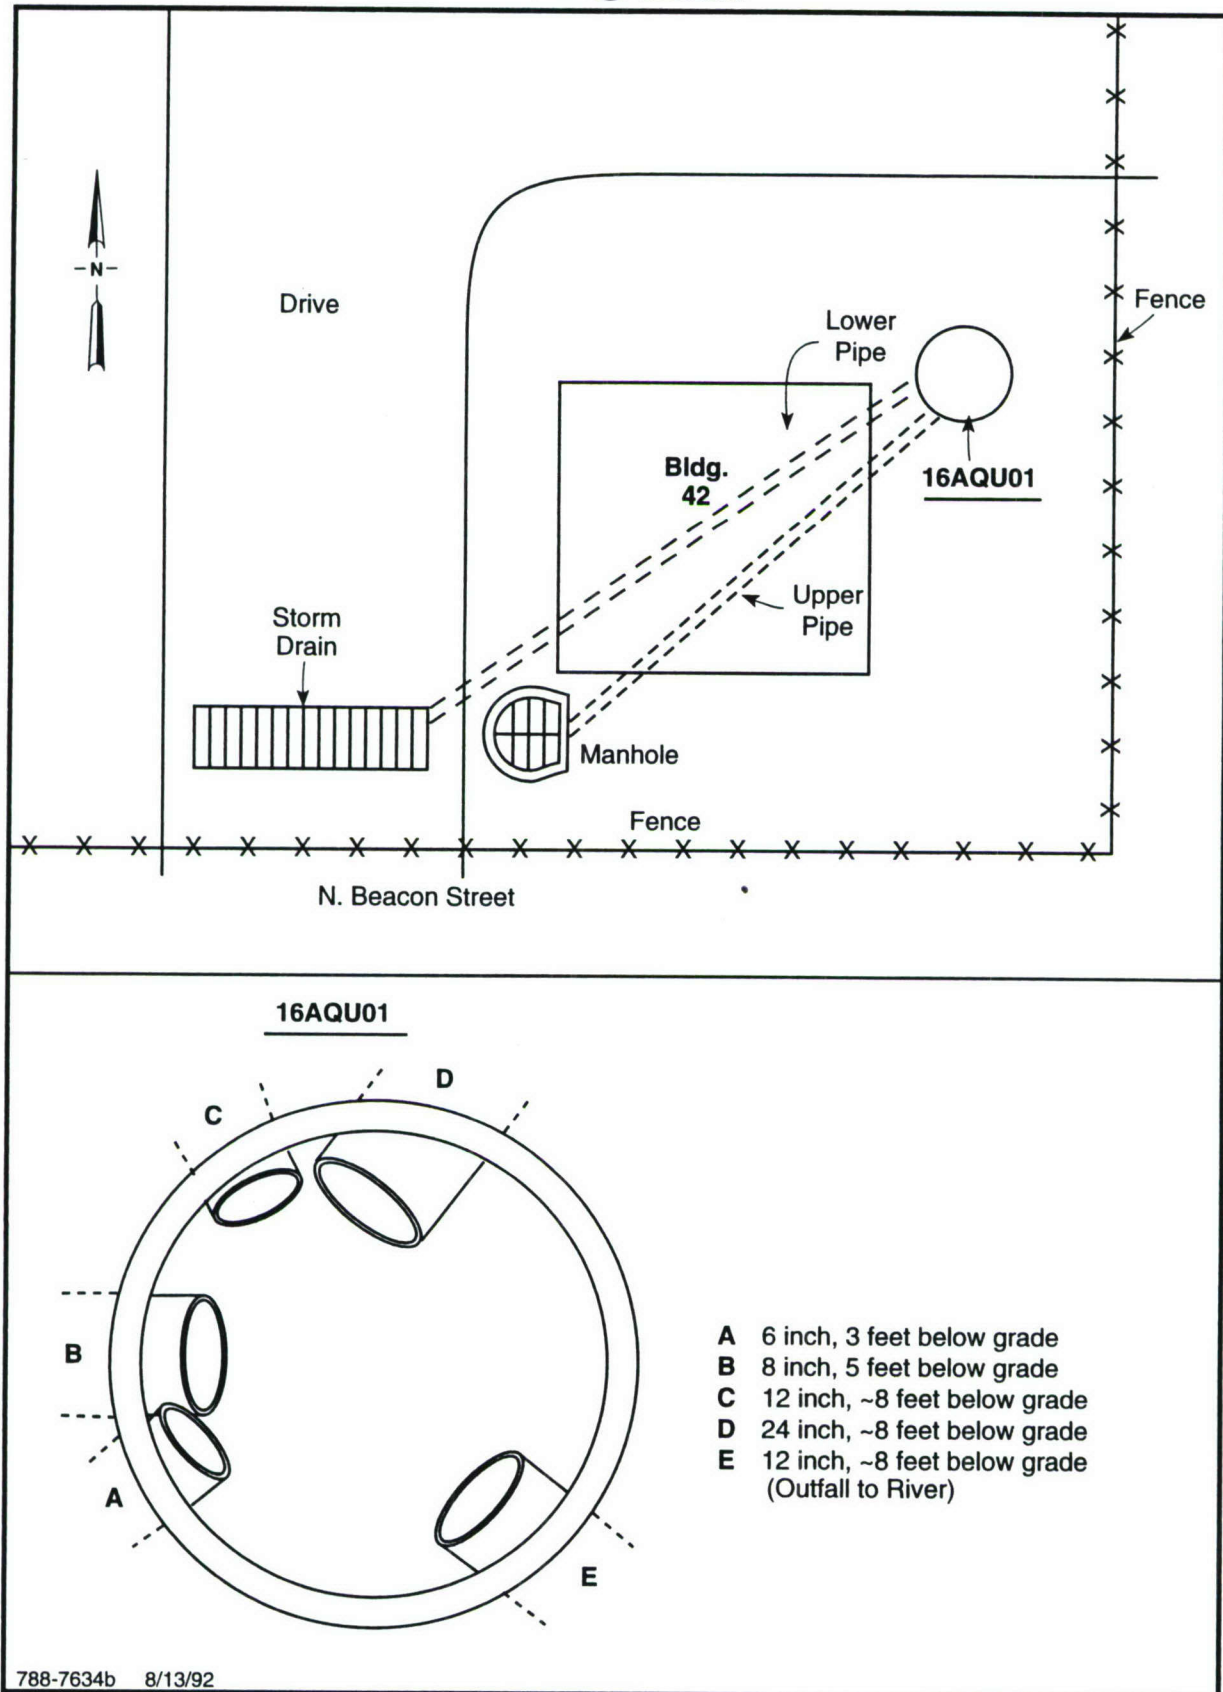 -N-
Drive
Lower
Pipe
Fence
Bldg.
42
16AQU01
Storm
Drain
Upper
Pipe
Manhole
Fence
N. Beacon Street
16AQU01
D
C
B
A
E
A 6 inch, 3 feet below grade
B 8 inch, 5 feet below grade
C 12 inch, ~8 feet below grade
D 24 inch, ~8 feet below grade
E 12 inch, ~8 feet below grade
(Outfall to River)
788-7634b 8/13/92